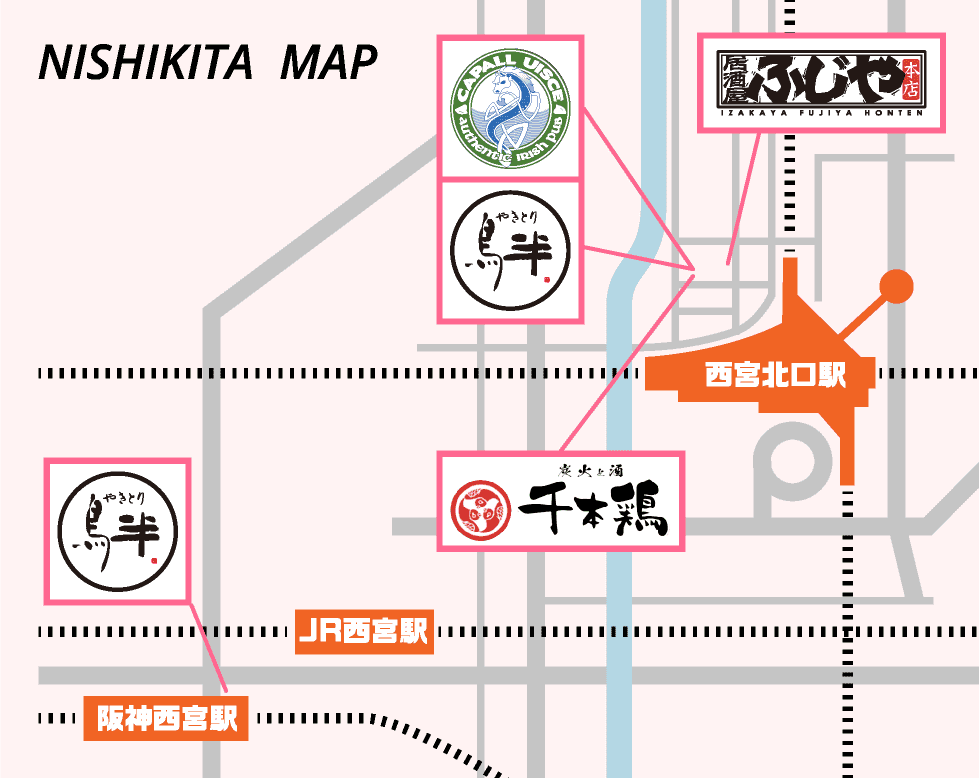 NISHIKITA MAP
CAPALL UISCE
authentic IRISH PUB
居酒屋
ふじや
本店
IZAKAYA FUJIYA HONTEN
やきとり
鳥半
西宮北口駅
炭火と酒
千本鶏
やきとり
鳥半
JR西宮駅
阪神西宮駅